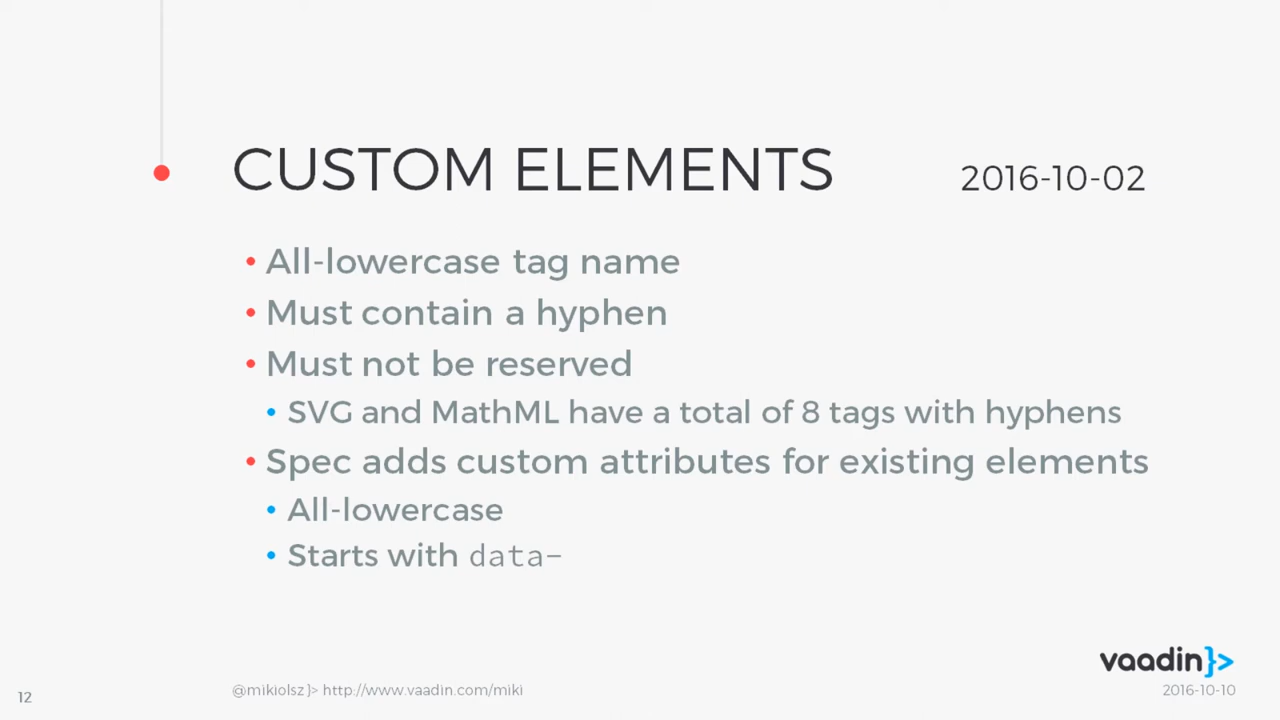 CUSTOM ELEMENTS 2016-10-02
• All-lowercase tag name
• Must contain a hyphen
• Must not be reserved
• SVG and MathML have a total of 8 tags with hyphens
• Spec adds custom attributes for existing elements
• All-lowercase
• Starts with data-
vaadin}>
12 @mikiolsz }> http://www.vaadin.com/miki 2016-10-10